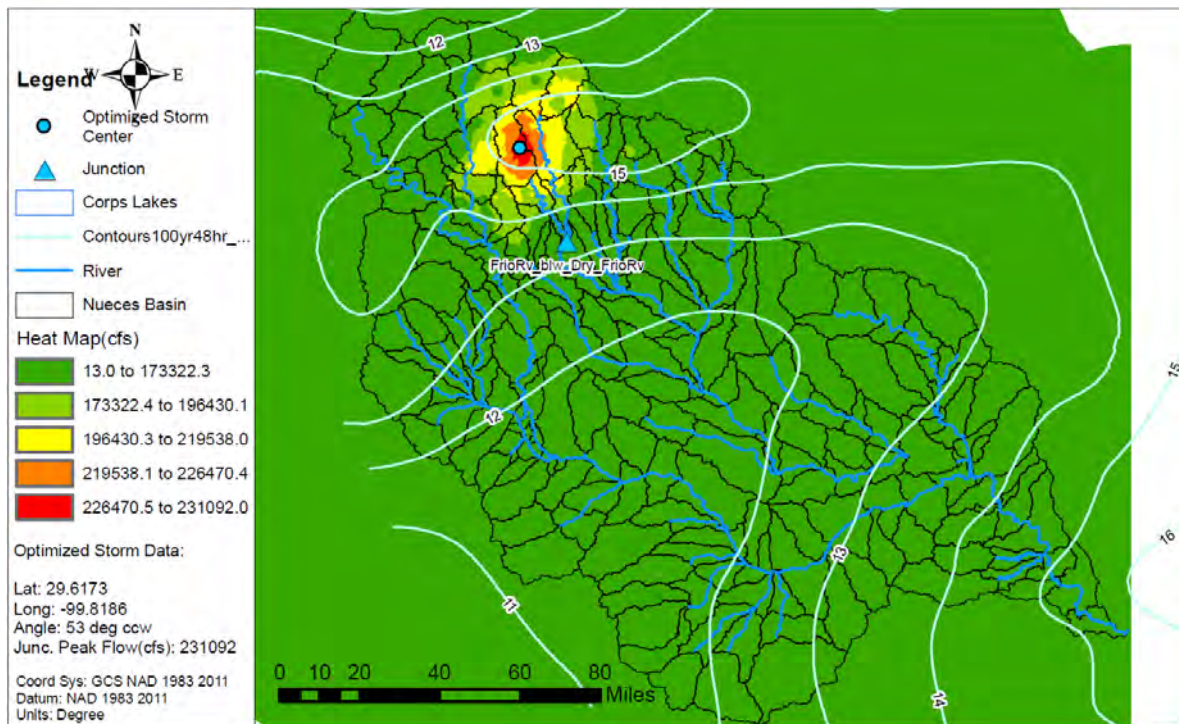 N
W
E
S
Legend
Optimized Storm
Center
Junction
Corps Lakes
Contours100yr48hr_...
River
Nueces Basin
Heat Map(cfs)
13.0 to 173322.3
173322.4 to 196430.1
196430.3 to 219538.0
219538.1 to 226470.4
226470.5 to 231092.0
Optimized Storm Data:
Lat: 29.6173
Long: -99.8186
Angle: 53 deg ccw
Junc. Peak Flow(cfs): 231092
Coord Sys: GCS NAD 1983 2011
Datum: NAD 1983 2011
Units: Degree
12
13
15
FrioRv_blw_Dry_FrioRv
12
15
16
13
11
14
0 10 20 40 60 80
Miles